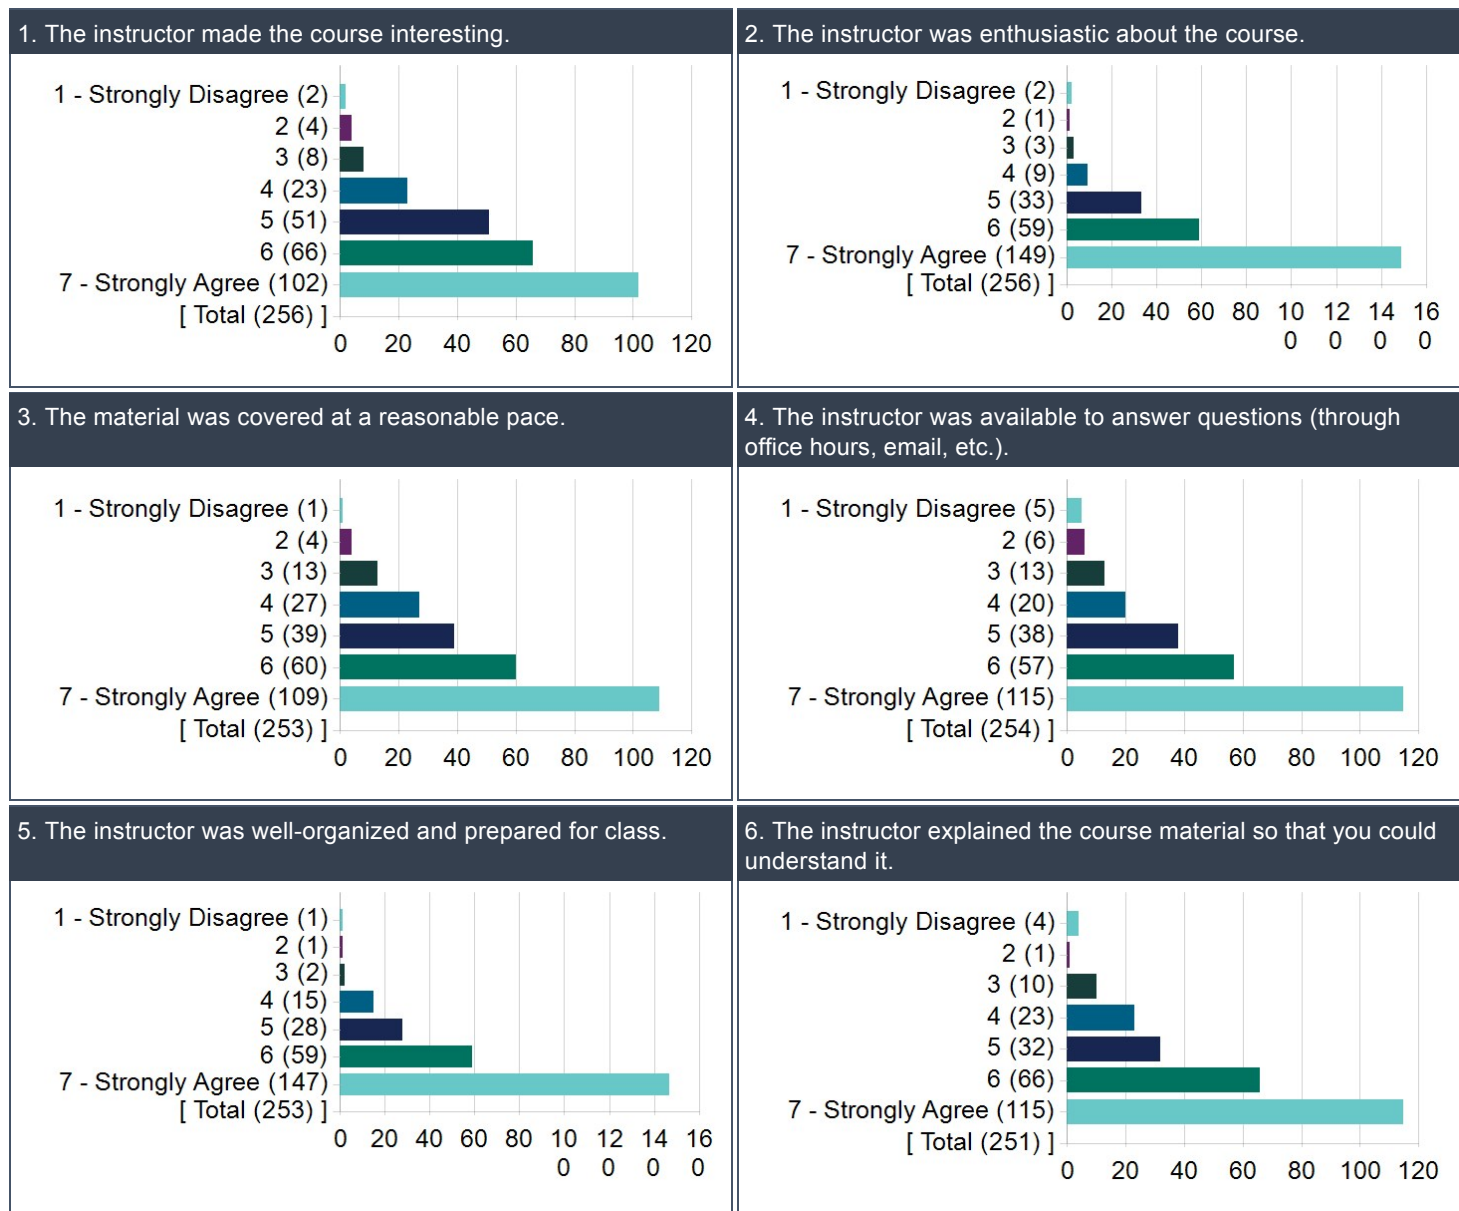 1. The instructor made the course interesting.
1 - Strongly Disagree (2)
2 (4)
3 (8)
4 (23)
5 (51)
6 (66)
7 - Strongly Agree (102)
[ Total (256) ]
0 20 40 60 80 100 120
2. The instructor was enthusiastic about the course.
1 - Strongly Disagree (2)
2 (1)
3 (3)
4 (9)
5 (33)
6 (59)
7 - Strongly Agree (149)
[ Total (256) ]
0 20 40 60 80 10 12 14 16
0 0 0 0
3. The material was covered at a reasonable pace.
1 - Strongly Disagree (1)
2 (4)
3 (13)
4 (27)
5 (39)
6 (60)
7 - Strongly Agree (109)
[ Total (253) ]
0 20 40 60 80 100 120
4. The instructor was available to answer questions (through
office hours, email, etc.).
1 - Strongly Disagree (5)
2 (6)
3 (13)
4 (20)
5 (38)
6 (57)
7 - Strongly Agree (115)
[ Total (254) ]
0 20 40 60 80 100 120
5. The instructor was well-organized and prepared for class.
1 - Strongly Disagree (1)
2 (1)
3 (2)
4 (15)
5 (28)
6 (59)
7 - Strongly Agree (147)
[ Total (253) ]
0 20 40 60 80 10 12 14 16
0 0 0 0
6. The instructor explained the course material so that you could
understand it.
1 - Strongly Disagree (4)
2 (1)
3 (10)
4 (23)
5 (32)
6 (66)
7 - Strongly Agree (115)
[ Total (251) ]
0 20 40 60 80 100 120